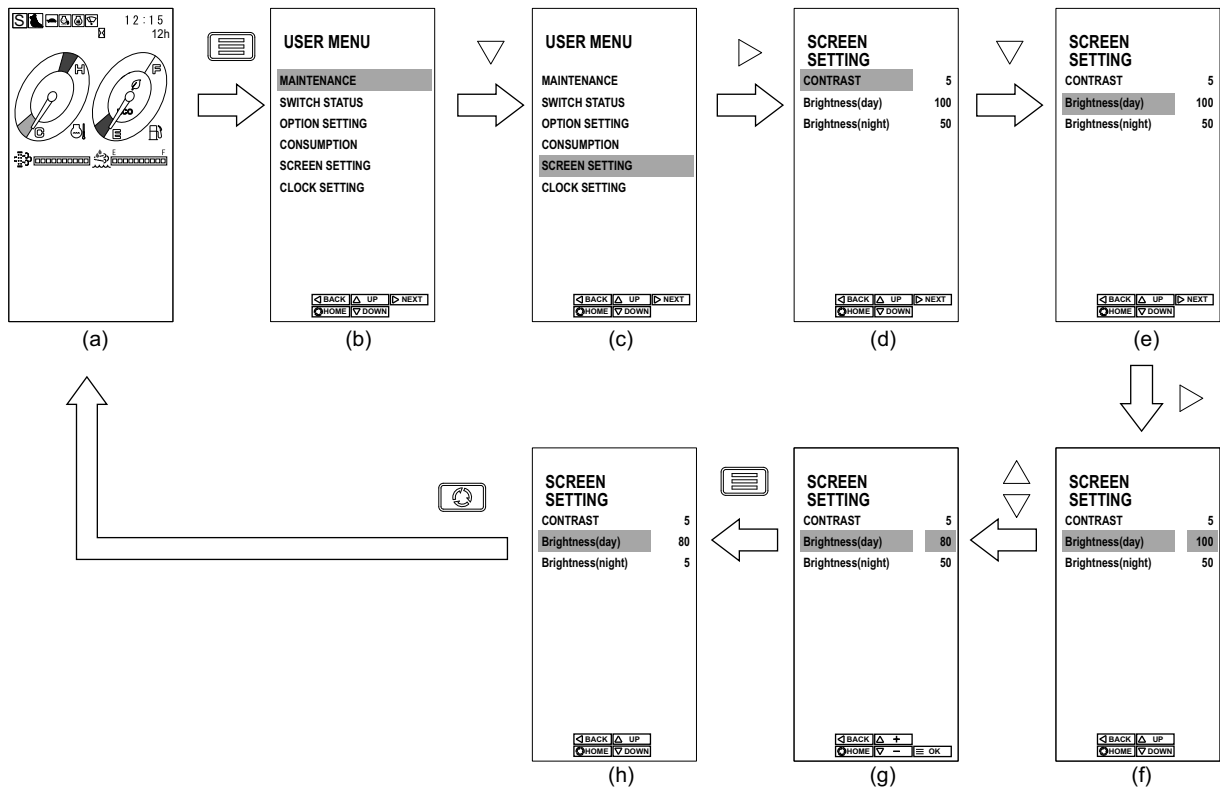 S 12:15
12h
H F
eco
C E
E F
(a)
USER MENU
MAINTENANCE
SWITCH STATUS
OPTION SETTING
CONSUMPTION
SCREEN SETTING
CLOCK SETTING
BACK UP NEXT
HOME DOWN
(b)
USER MENU
MAINTENANCE
SWITCH STATUS
OPTION SETTING
CONSUMPTION
SCREEN SETTING
CLOCK SETTING
BACK UP NEXT
HOME DOWN
(c)
SCREEN
SETTING
CONTRAST 5
Brightness(day) 100
Brightness(night) 50
BACK UP NEXT
HOME DOWN
(d)
SCREEN
SETTING
CONTRAST 5
Brightness(day) 100
Brightness(night) 50
BACK UP NEXT
HOME DOWN
(e)
SCREEN
SETTING
CONTRAST 5
Brightness(day) 80
Brightness(night) 5
BACK UP
HOME DOWN
(h)
SCREEN
SETTING
CONTRAST 5
Brightness(day) 80
Brightness(night) 50
BACK +
HOME − OK
(g)
SCREEN
SETTING
CONTRAST 5
Brightness(day) 100
Brightness(night) 50
BACK UP
HOME DOWN
(f)